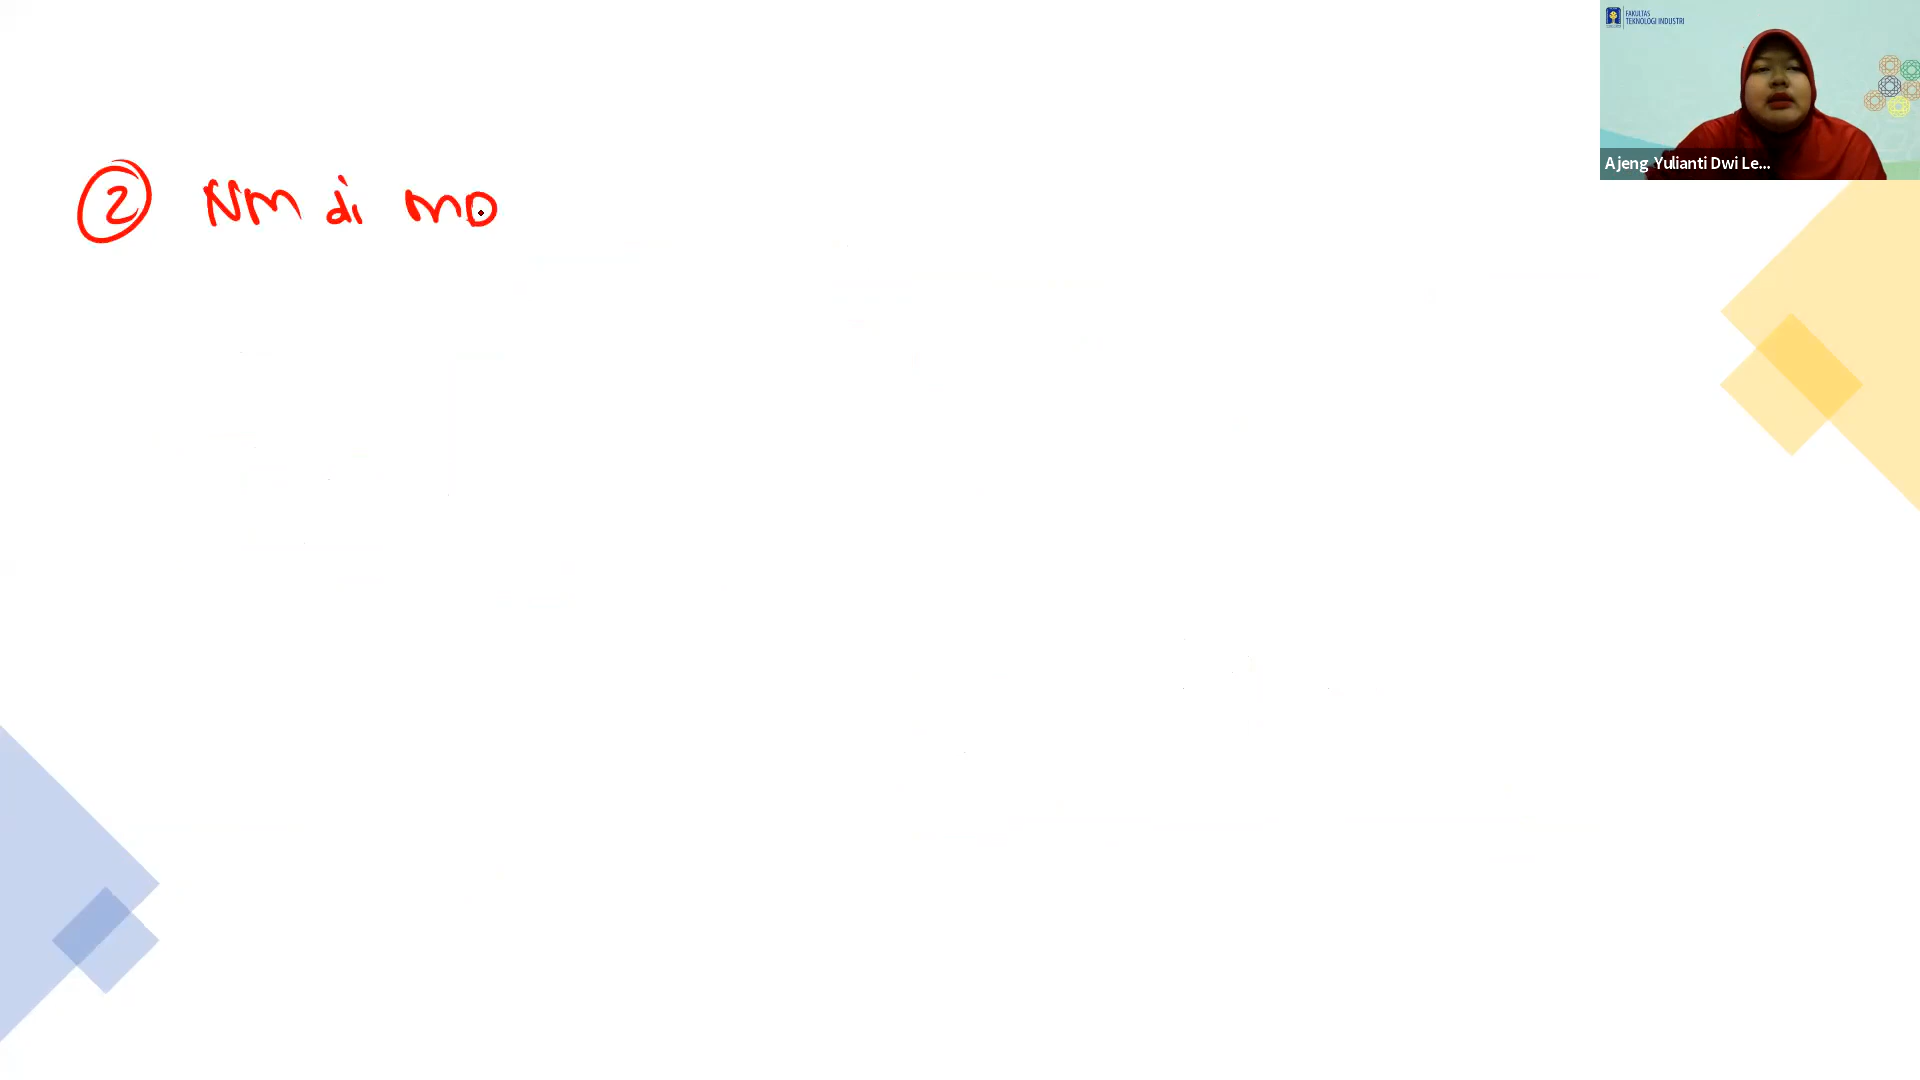 FAKULTAS
TEKNOLOGI INDUSTRI
Ajeng Yulianti Dwi Le...
2 NM di MO